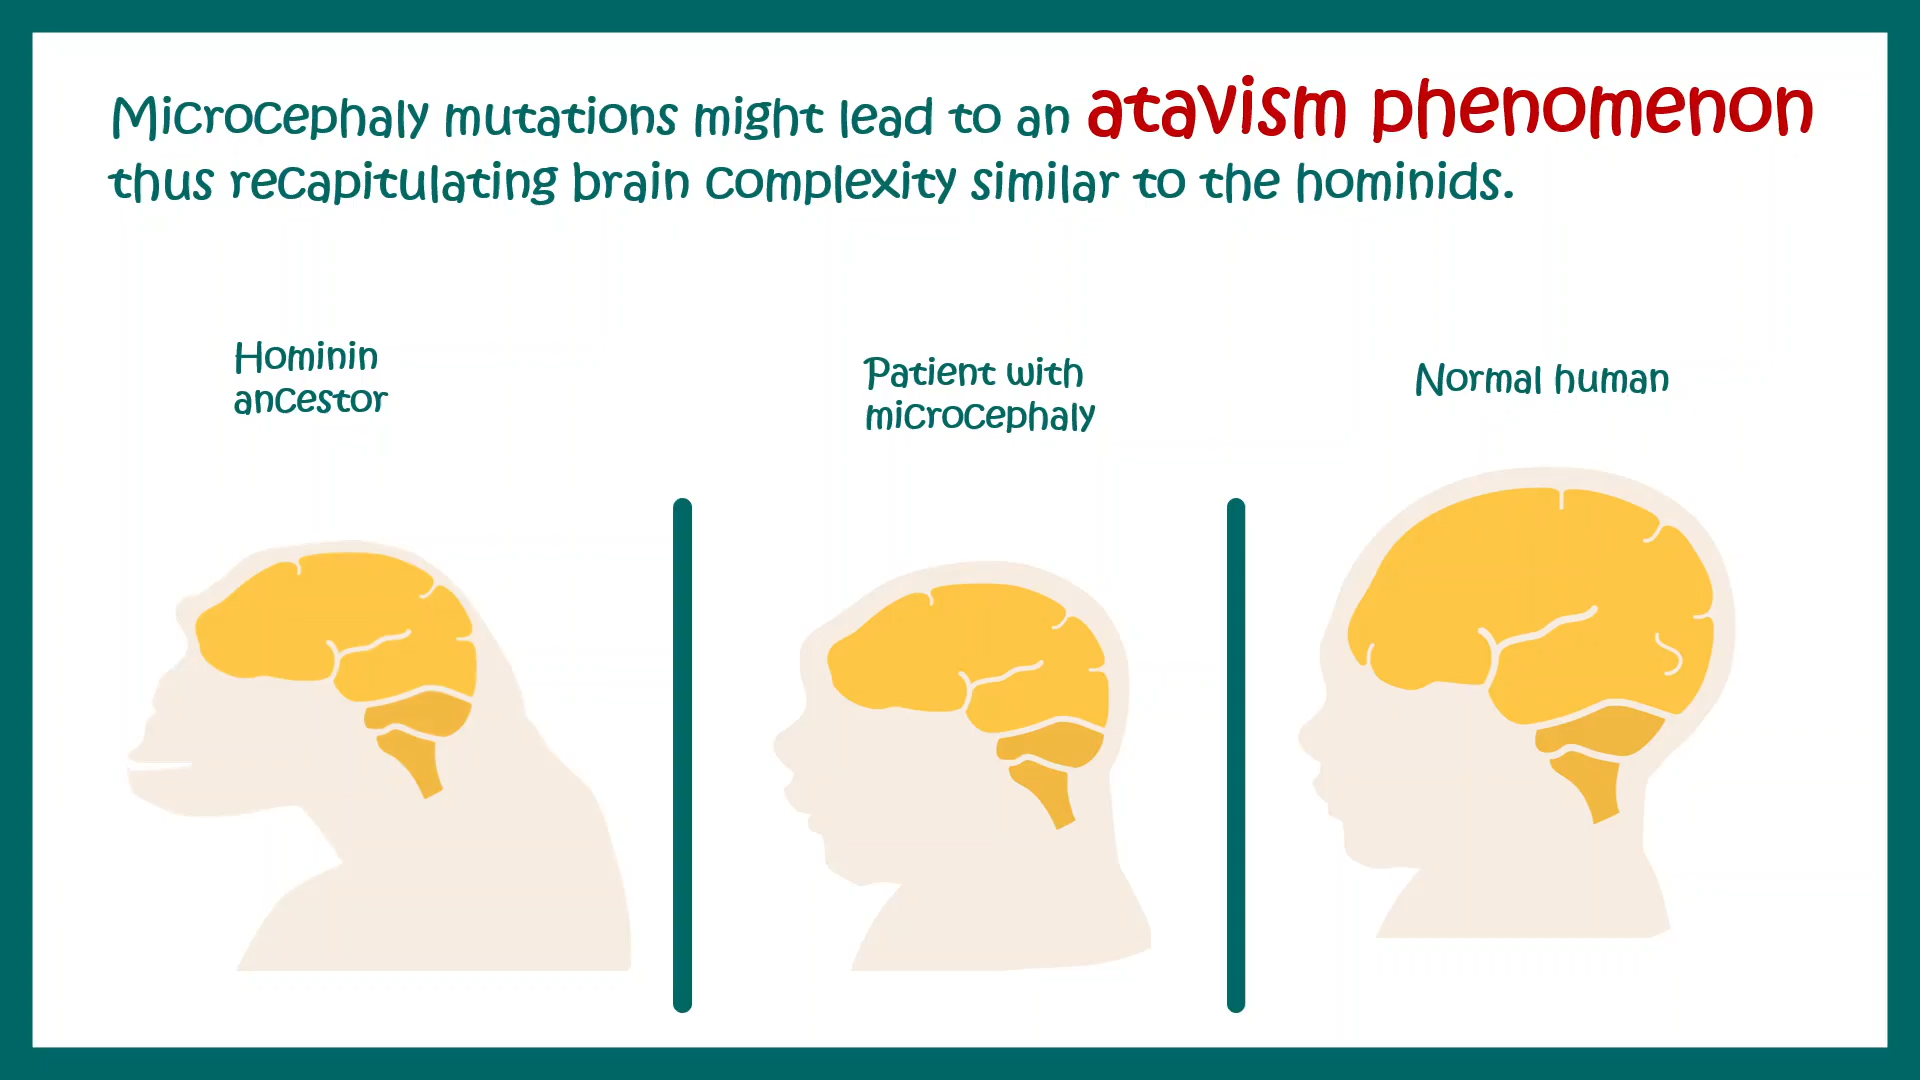 Microcephaly mutations might lead to an atavism phenomenon
thus recapitulating brain complexity similar to the hominids.
Hominin
ancestor
Patient with
microcephaly
Normal human